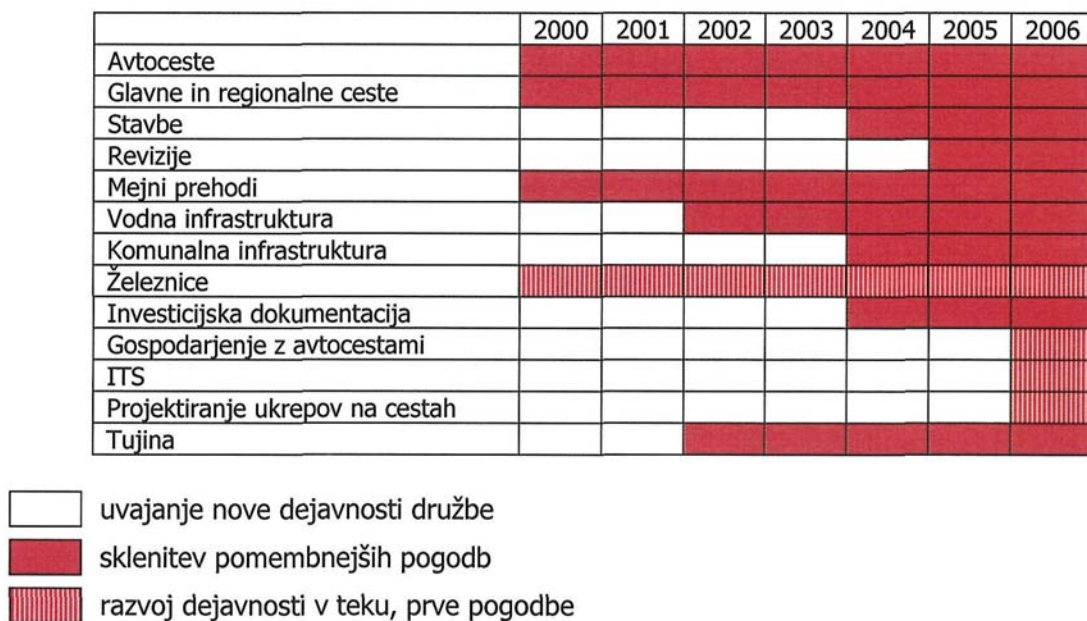 2000 2001 2002 2003 2004 2005 2006
Avtoceste
Glavne in regionalne ceste
Stavbe
Revizije
Mejni prehodi
Vodna infrastruktura
Komunalna infrastruktura
Železnice
Investicijska dokumentacija
Gospodarjenje z avtocestami
ITS
Projektiranje ukrepov na cestah
Tujina
uvajanje nove dejavnosti družbe
sklenitev pomembnejših pogodb
razvoj dejavnosti v teku, prve pogodbe